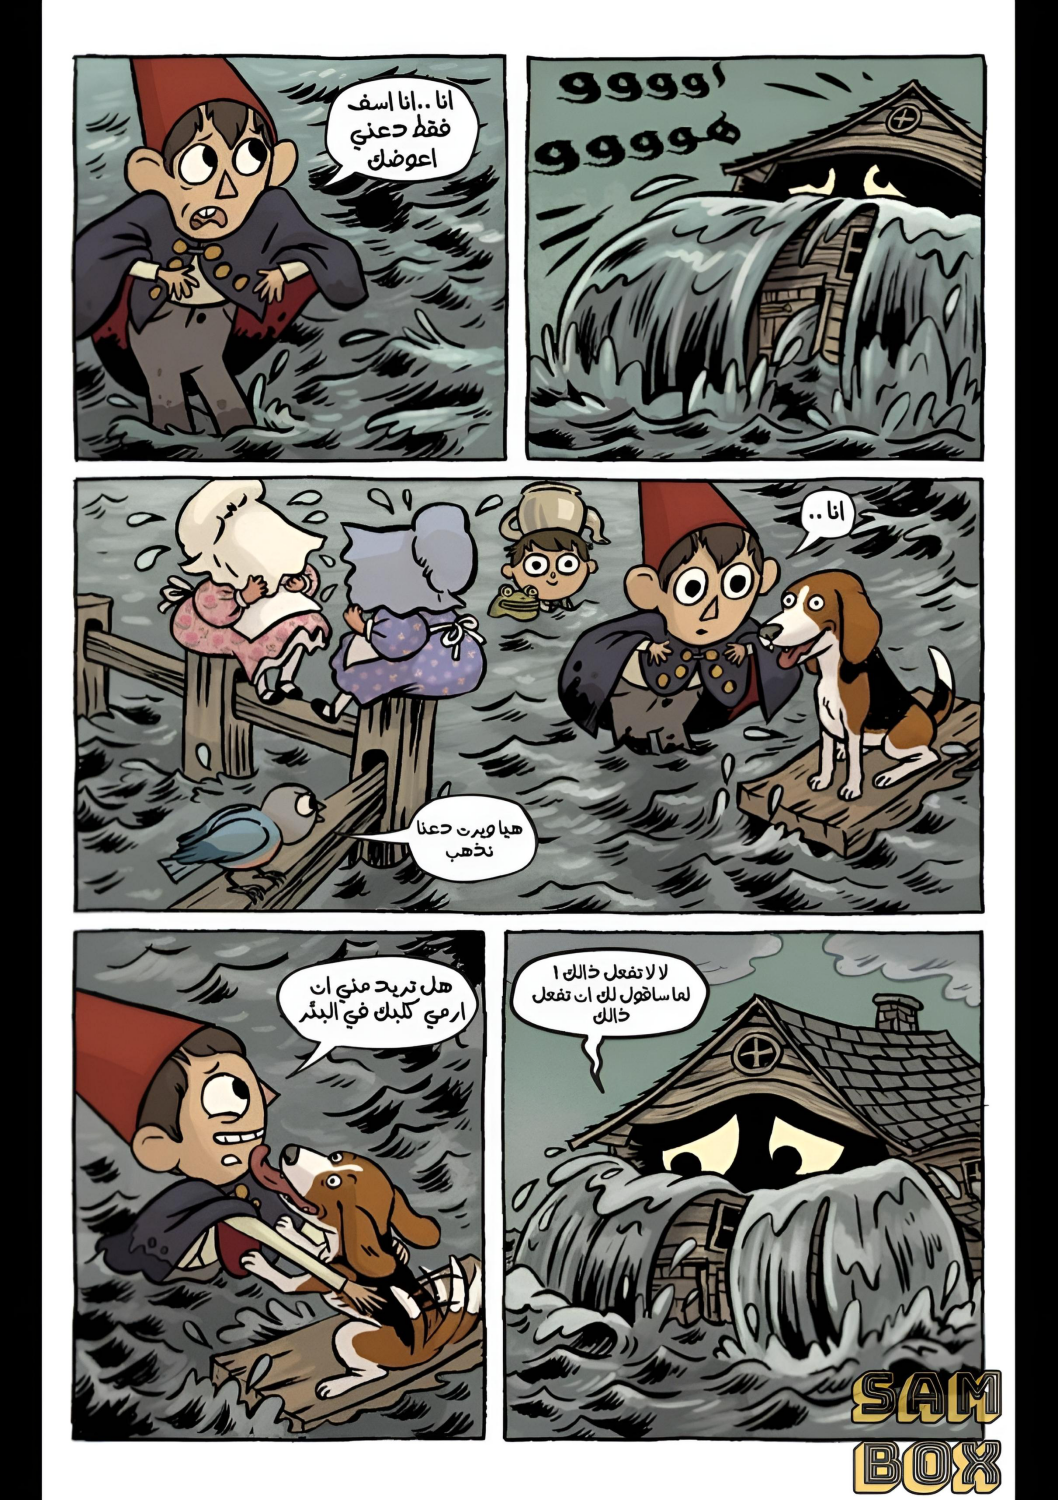 انا..انا اسف
فقط دعني
اعوضك
اوووو
هوووو
انا..
هيا ويرت دعنا
نذهب
هل تريد مني ان
ارمي كلبك في البئر
لا لا تفعل ذالك !
لما ساقول لك ان تفعل
ذالك
SAM
BOX